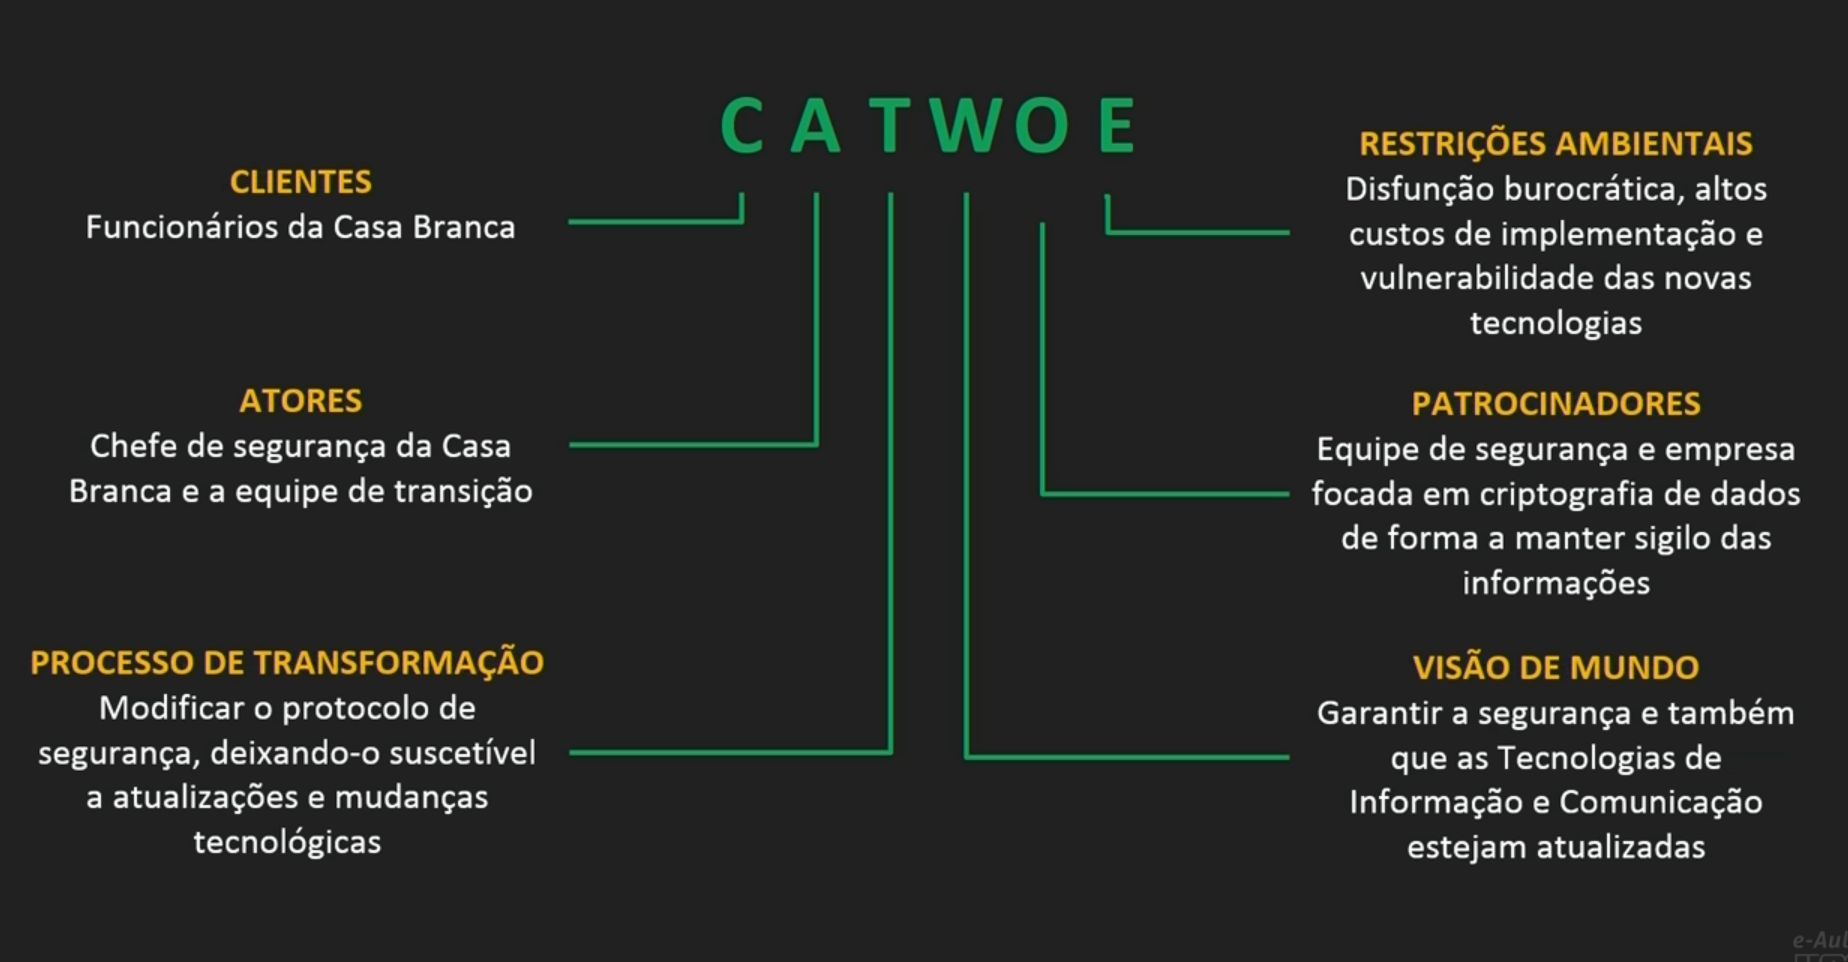 C A T W O E
CLIENTES
Funcionários da Casa Branca
ATORES
Chefe de segurança da Casa
Branca e a equipe de transição
PROCESSO DE TRANSFORMAÇÃO
Modificar o protocolo de
segurança, deixando-o suscetível
a atualizações e mudanças
tecnológicas
RESTRIÇÕES AMBIENTAIS
Disfunção burocrática, altos
custos de implementação e
vulnerabilidade das novas
tecnologias
PATROCINADORES
Equipe de segurança e empresa
focada em criptografia de dados
de forma a manter sigilo das
informações
VISÃO DE MUNDO
Garantir a segurança e também
que as Tecnologias de
Informação e Comunicação
estejam atualizadas
e-Aul